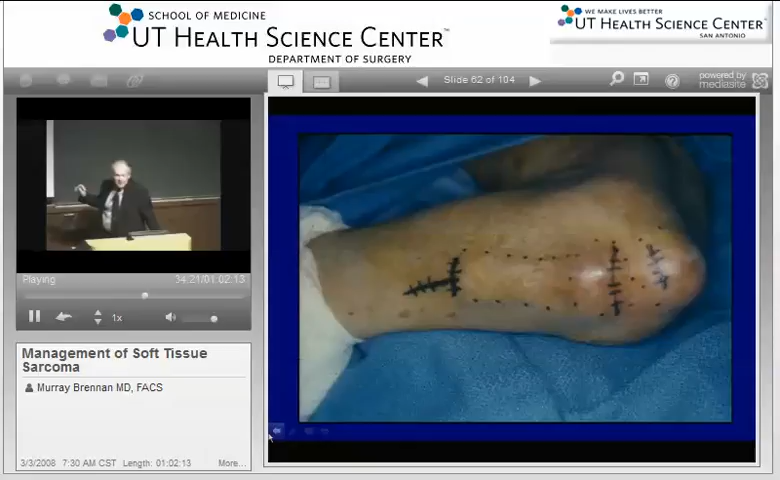 SCHOOL OF MEDICINE
UT HEALTH SCIENCE CENTER™
DEPARTMENT OF SURGERY
WE MAKE LIVES BETTER
UT HEALTH SCIENCE CENTER™
SAN ANTONIO
Slide 62 of 104
powered by
mediasite
Playing
34:21/01:02:13
1x
Management of Soft Tissue
Sarcoma
Murray Brennan MD, FACS
3/3/2008 7:30 AM CST Length: 01:02:13 More...